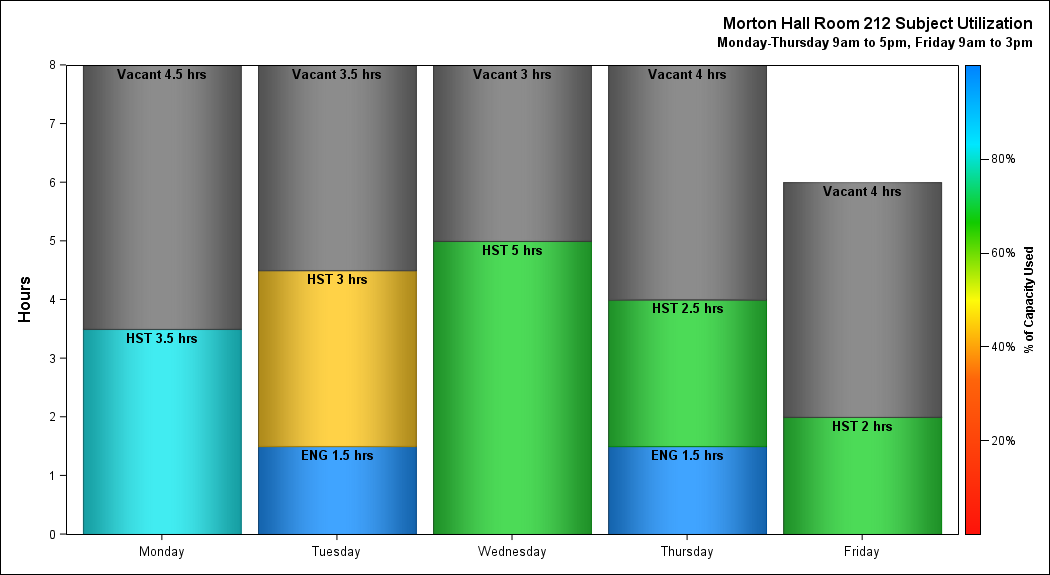 Morton Hall Room 212 Subject Utilization
Monday-Thursday 9am to 5pm, Friday 9am to 3pm
Hours
8
7
6
5
4
3
2
1
0
Vacant 4.5 hrs
HST 3.5 hrs
Vacant 3.5 hrs
HST 3 hrs
ENG 1.5 hrs
Vacant 3 hrs
HST 5 hrs
Vacant 4 hrs
HST 2.5 hrs
ENG 1.5 hrs
Vacant 4 hrs
HST 2 hrs
Monday
Tuesday
Wednesday
Thursday
Friday
80%
60%
40%
20%
% of Capacity Used